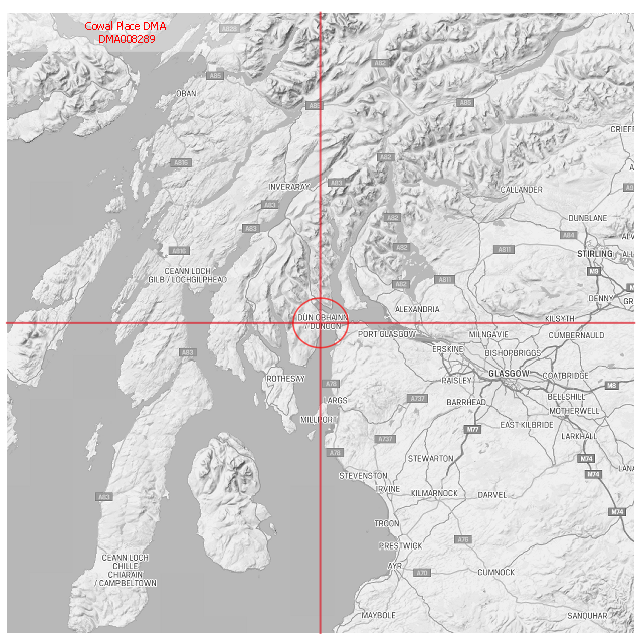 Cowal Place DMA
DMA008289
A828
A82
OBAN
A85
A85
A85
CRIEF
A816
A82
INVERARAY
A83
CALLANDER
A83
A82
DUNBLANE
A83
A82
A84
A811
STIRLING
A816
CEANN LOCH
GILB / LOCHGILPHEAD
A82
A811
M9
DENNY
ALEXANDRIA
DÙN OBHAINN
/ DUNOON
KILSYTH
PORT GLASGOW
MILNGAVIE
CUMBERNAULD
A83
ERSKINE
BISHOPBRIGGS
ROTHESAY
A78
PAISLEY
GLASGOW
COATBRIDGE
M8
LARGS
A737
BARRHEAD
BELLSHILL
MOTHERWELL
MILLPORT
M77
EAST KILBRIDE
A737
LARKHALL
A78
STEWARTON
M74
STEVENSTON
M74
A83
IRVINE
KILMARNOCK
DARVEL
M74
TROON
A76
PRESTWICK
CEANN LOCH
CHILLE
CHIARAIN
/ CAMPBELTOWN
AYR
A70
CUMNOCK
MAYBOLE
SANQUHAR